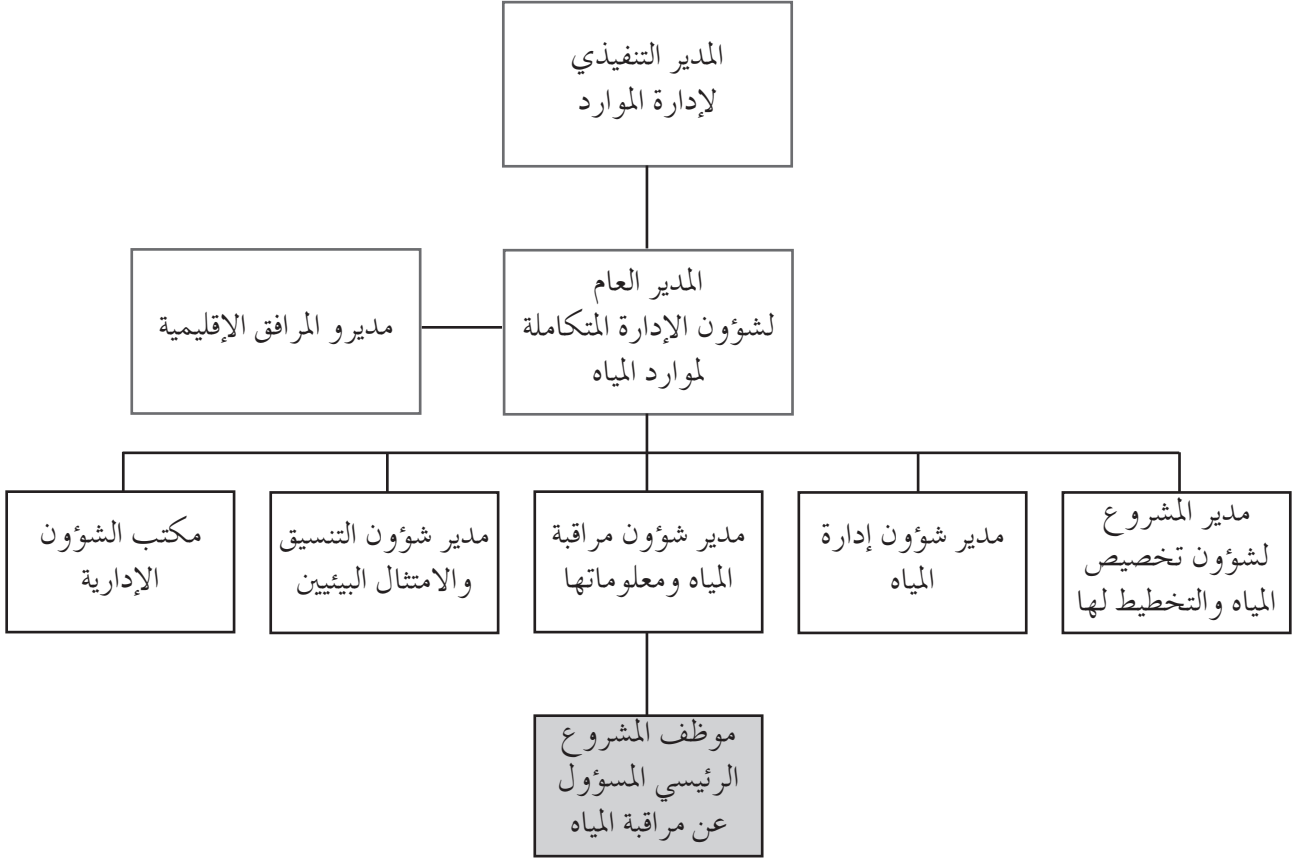 المدير التنفيذي
لإدارة الموارد
المدير العام
لشؤون الإدارة المتكاملة
لموارد المياه
مديرو المرافق الإقليمية
مدير المشروع
لشؤون تخصيص
المياه والتخطيط لها
مدير شؤون إدارة
المياه
مدير شؤون مراقبة
المياه ومعلوماتها
مدير شؤون التنسيق
والامتثال البيئيين
مكتب الشؤون
الإدارية
موظف المشروع
الرئيسي المسؤول
عن مراقبة المياه